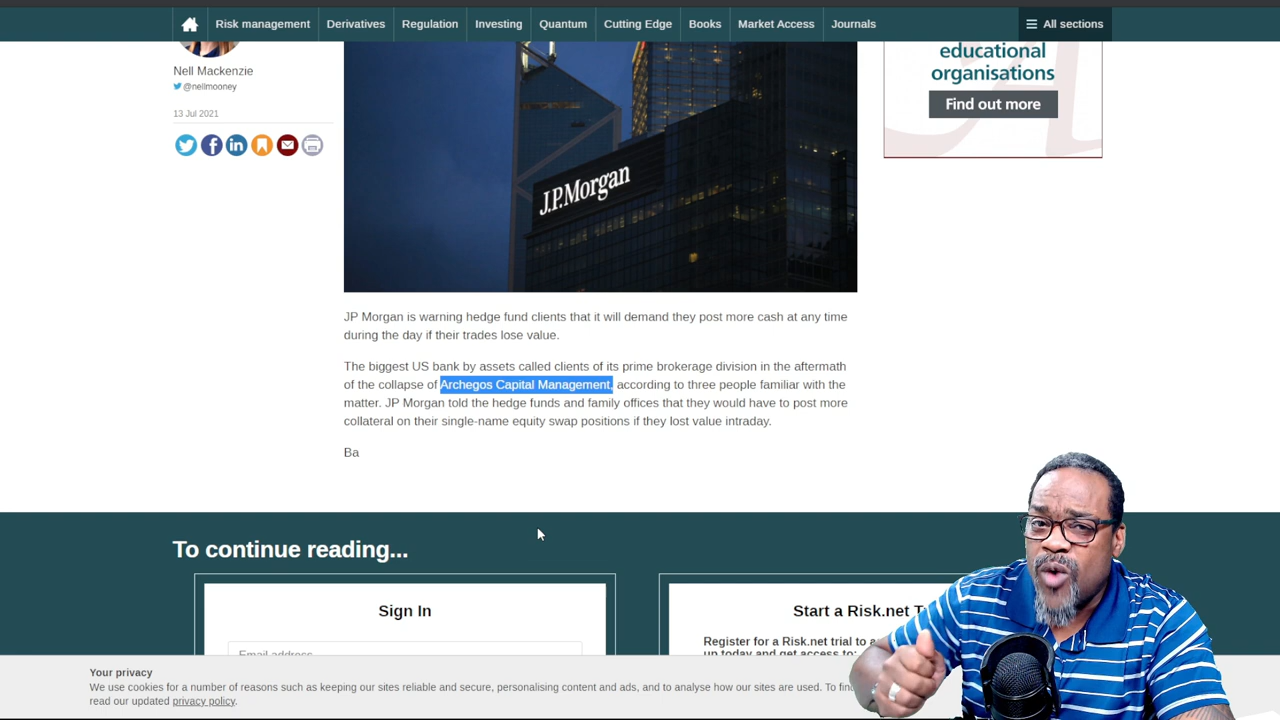 Risk management Derivatives Regulation Investing Quantum Cutting Edge Books Market Access Journals All sections
educational
organisations
Find out more
Nell Mackenzie
@nellmooney
13 Jul 2021
J.P.Morgan
JP Morgan is warning hedge fund clients that it will demand they post more cash at any time
during the day if their trades lose value.
The biggest US bank by assets called clients of its prime brokerage division in the aftermath
of the collapse of Archegos Capital Management, according to three people familiar with the
matter. JP Morgan told the hedge funds and family offices that they would have to post more
collateral on their single-name equity swap positions if they lost value intraday.
Ba
To continue reading...
Sign In
Start a Risk.net T
Email address
Register for a Risk.net trial to a
up today and get access to:
Your privacy
We use cookies for a number of reasons such as keeping our sites reliable and secure, personalising content and ads, and to analyse how our sites are used. To fin
read our updated privacy policy.